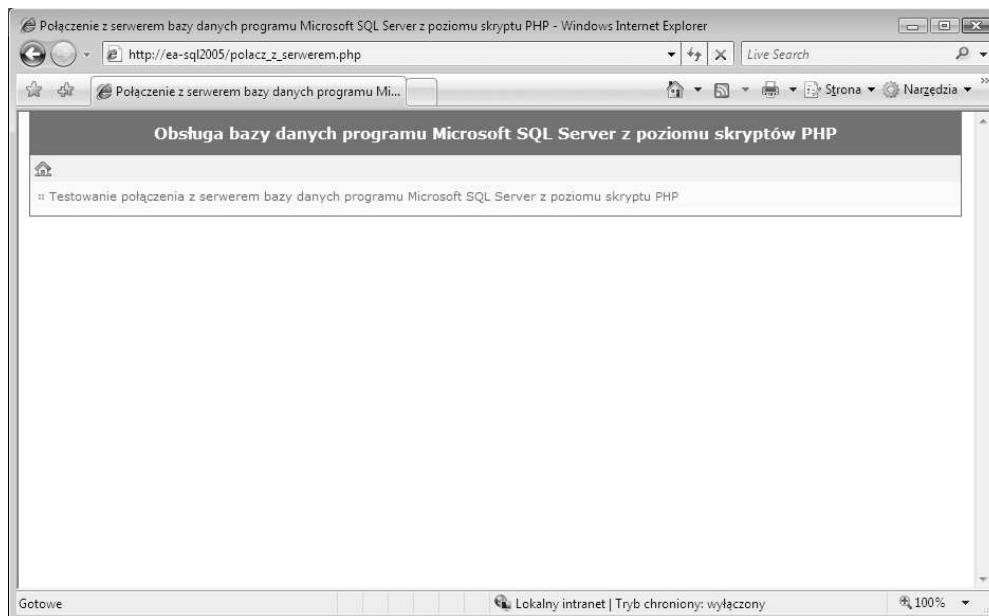 Połączenie z serwerem bazy danych programu Microsoft SQL Server z poziomu skryptu PHP - Windows Internet Explorer
http://ea-sql2005/polacz_z_serwerem.php
Live Search
Połączenie z serwerem bazy danych programu Mi...
Strona
Narzędzia
Obsługa bazy danych programu Microsoft SQL Server z poziomu skryptów PHP
:: Testowanie połączenia z serwerem bazy danych programu Microsoft SQL Server z poziomu skryptu PHP
Gotowe
Lokalny intranet | Tryb chroniony: wyłączony
100%